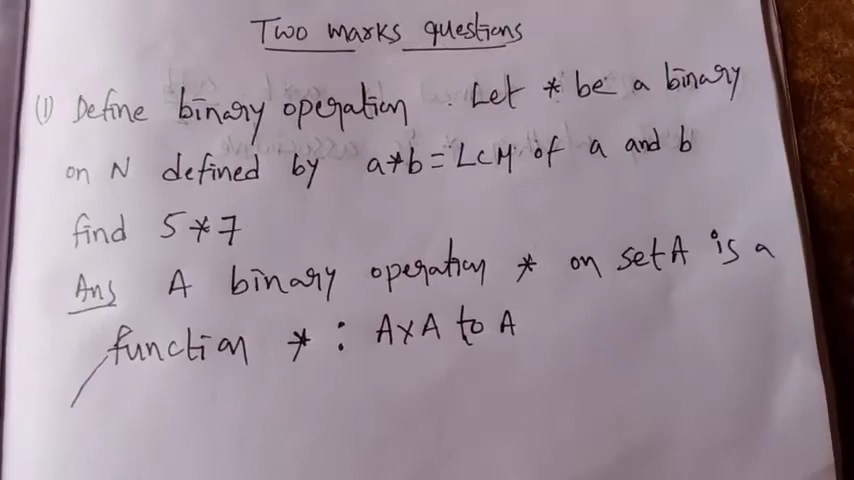 Two marks questions
(1) Define binary operation. Let * be a binary
on N defined by a*b = LCM of a and b
find 5*7
Ans A binary operation * on set A is a
function * : A×A to A